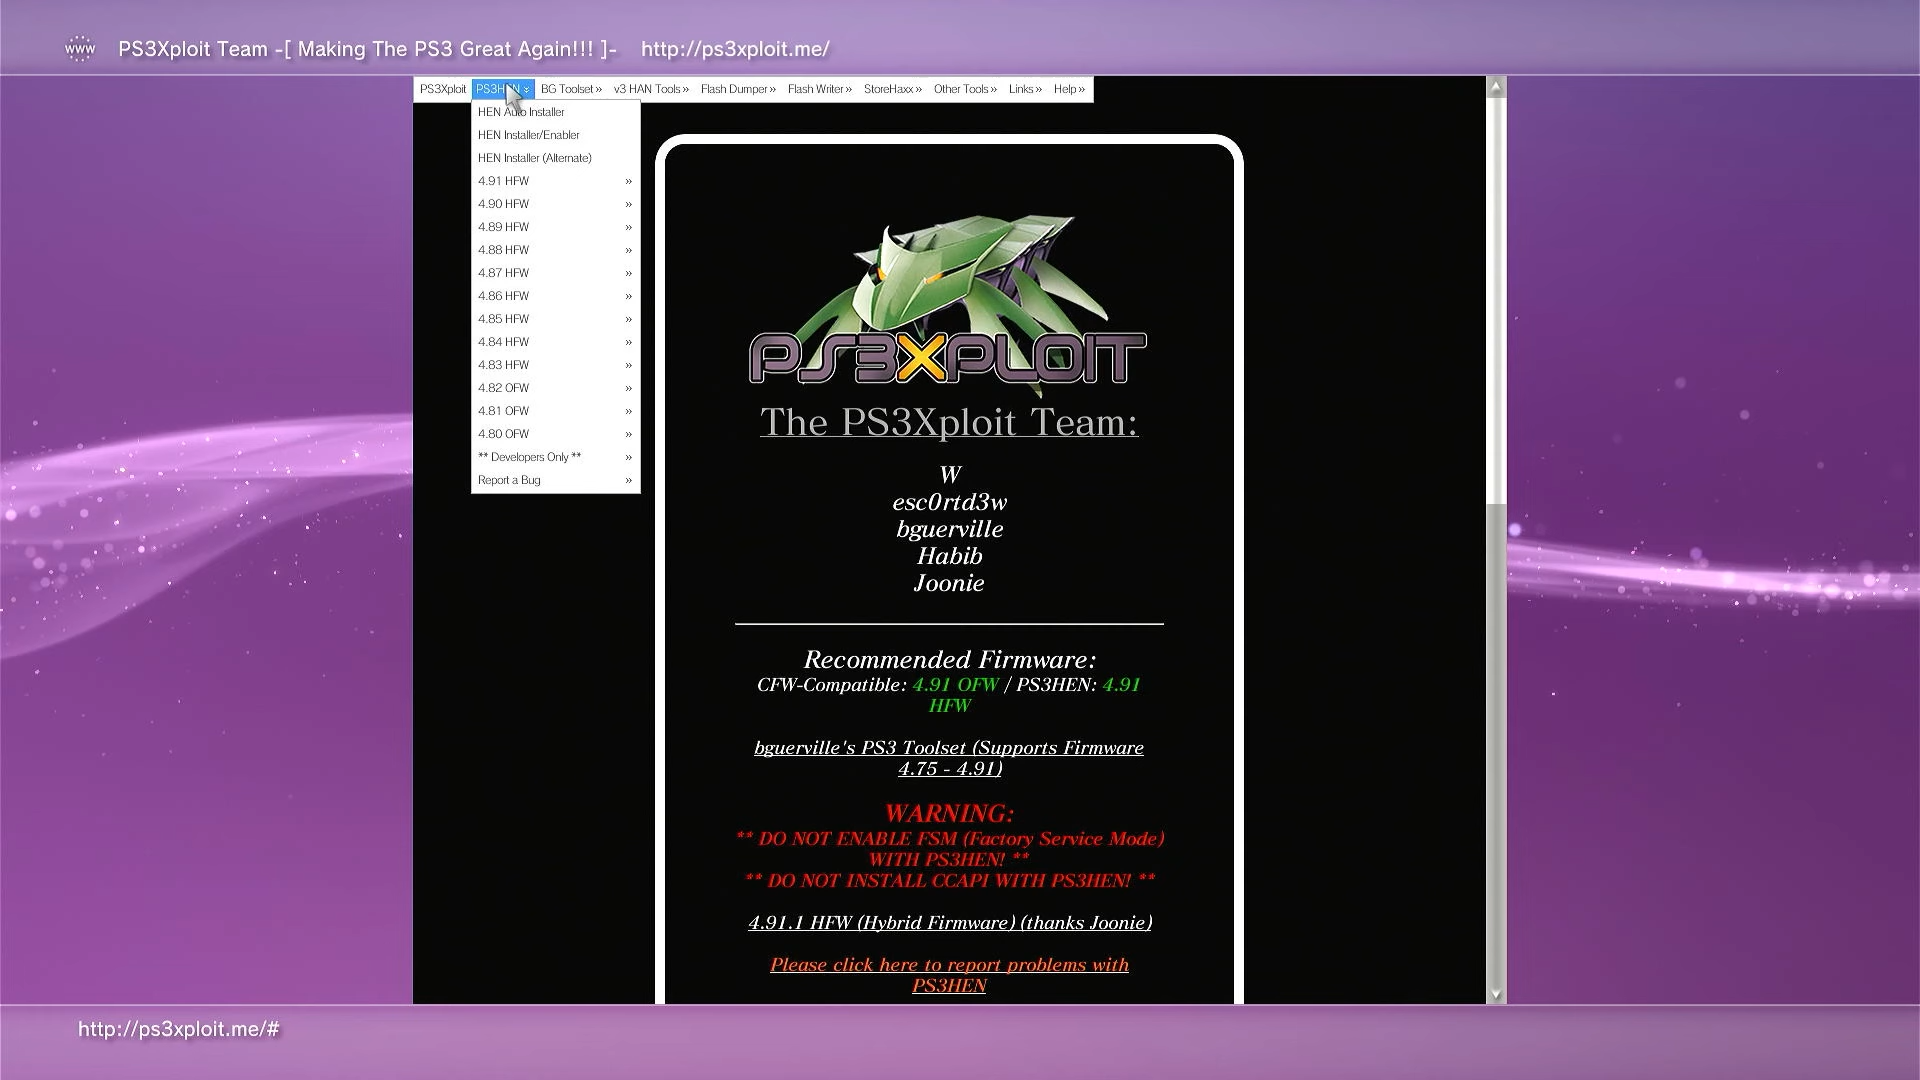 www PS3Xploit Team -[ Making The PS3 Great Again!!! ]- http://ps3xploit.me/
PS3Xploit PS3HEN » BG Toolset » v3 HAN Tools » Flash Dumper » Flash Writer » StoreHaxx » Other Tools » Links » Help »
HEN Auto Installer
HEN Installer/Enabler
HEN Installer (Alternate)
4.91 HFW »
4.90 HFW »
4.89 HFW »
4.88 HFW »
4.87 HFW »
4.86 HFW »
4.85 HFW »
4.84 HFW »
4.83 HFW »
4.82 OFW »
4.81 OFW »
4.80 OFW »
** Developers Only ** »
Report a Bug »
PS3XPLOIT
The PS3Xploit Team:
W
esc0rtd3w
bguerville
Habib
Joonie
Recommended Firmware:
CFW-Compatible: 4.91 OFW / PS3HEN: 4.91
HFW
bguerville's PS3 Toolset (Supports Firmware
4.75 - 4.91)
WARNING:
** DO NOT ENABLE FSM (Factory Service Mode)
WITH PS3HEN! **
** DO NOT INSTALL CCAPI WITH PS3HEN! **
4.91.1 HFW (Hybrid Firmware) (thanks Joonie)
Please click here to report problems with
PS3HEN
http://ps3xploit.me/#